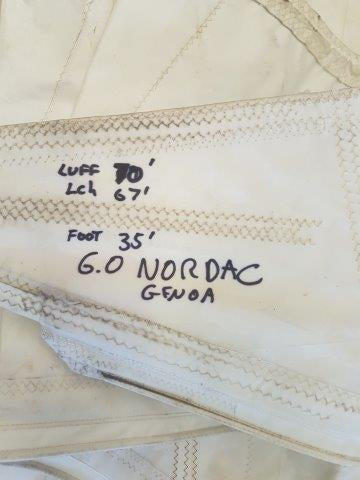 LUFF 70'
LCh 67'
FOOT 35'
6.0 NORDAC
GENOA